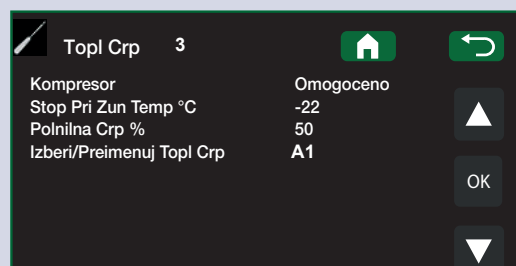 Topl Crp 3
Kompresor Omogoceno
Stop Pri Zun Temp °C -22
Polnilna Crp % 50
Izberi/Preimenuj Topl Crp A1
OK